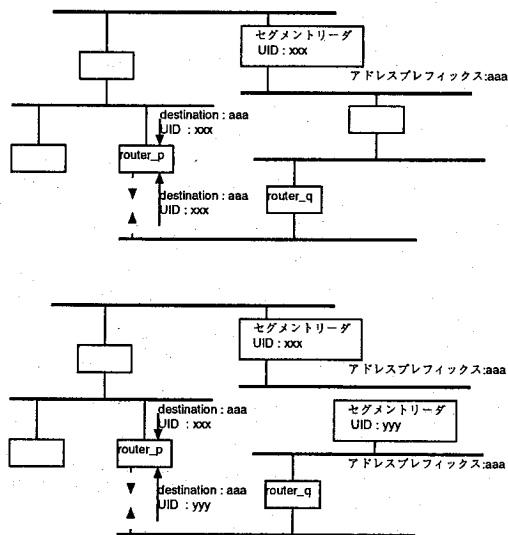 セグメントリーダ
UID : xxx
アドレスプレフィックス:aaa
destination : aaa
UID : xxx
router_p
destination : aaa
UID : xxx
router_q
セグメントリーダ
UID : xxx
アドレスプレフィックス:aaa
セグメントリーダ
UID : yyy
destination : aaa
UID : xxx
router_p
アドレスプレフィックス:aaa
destination : aaa
UID : yyy
router_q